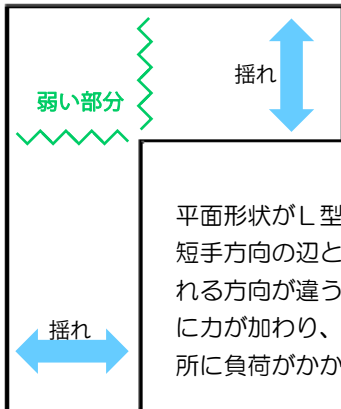 揺れ
弱い部分
平面形状がL型
短手方向の辺と
れる方向が違う
に力が加わり、
所に負荷がかか
揺れ